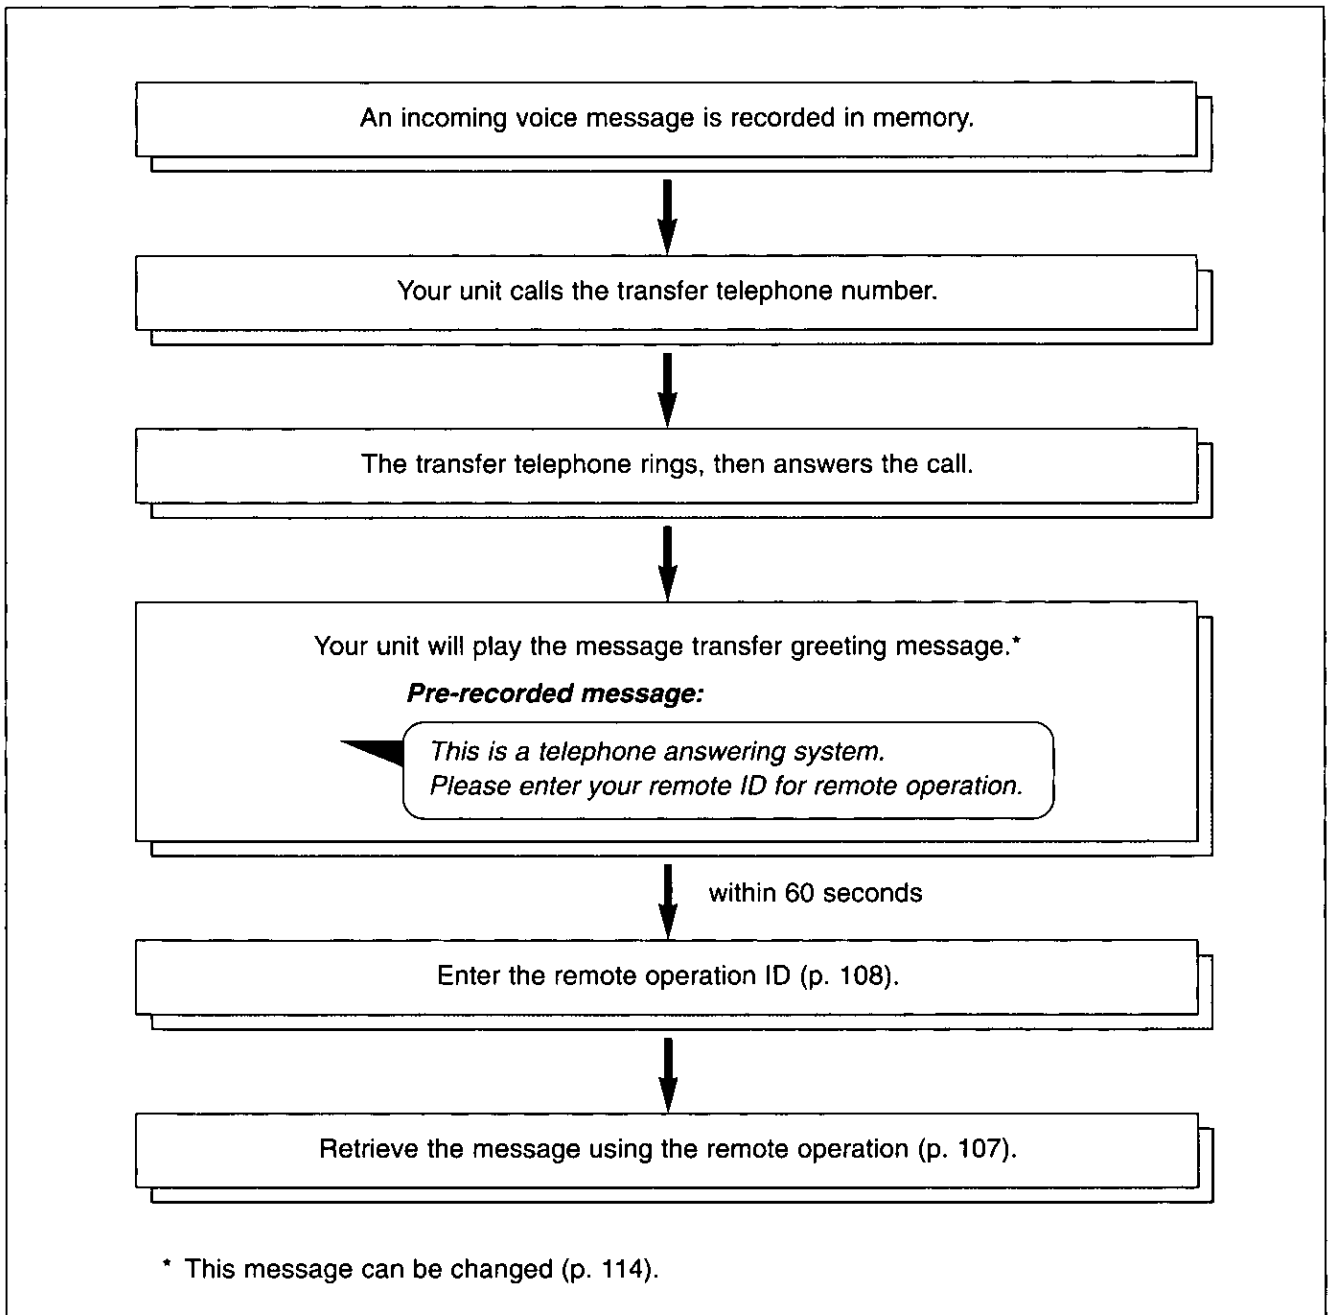 An incoming voice message is recorded in memory.
Your unit calls the transfer telephone number.
The transfer telephone rings, then answers the call.
Your unit will play the message transfer greeting message.*
Pre-recorded message:
This is a telephone answering system.
Please enter your remote ID for remote operation.
within 60 seconds
Enter the remote operation ID (p. 108).
Retrieve the message using the remote operation (p. 107).
* This message can be changed (p. 114).